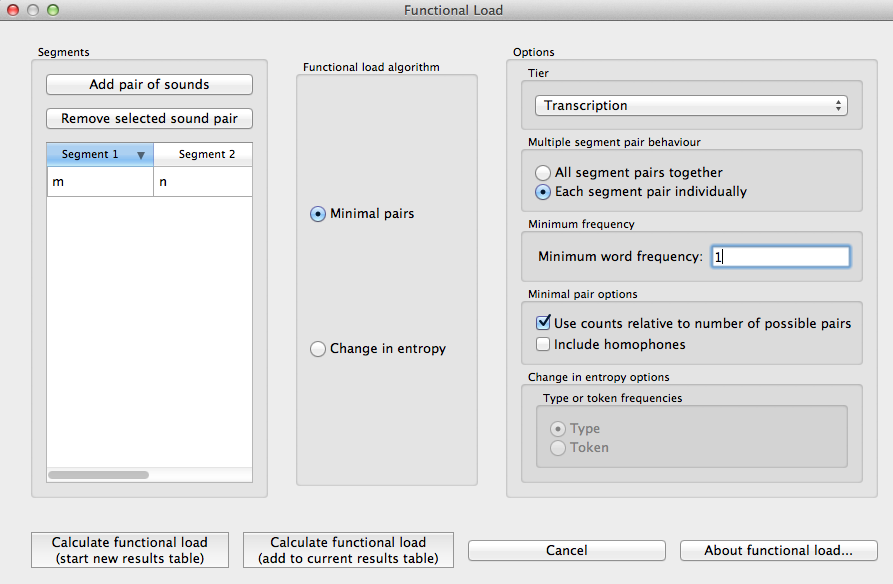 Functional Load
Segments
Add pair of sounds
Remove selected sound pair
Segment 1 Segment 2
m n
Functional load algorithm
Minimal pairs
Change in entropy
Options
Tier
Transcription
Multiple segment pair behaviour
All segment pairs together
Each segment pair individually
Minimum frequency
Minimum word frequency: 1
Minimal pair options
Use counts relative to number of possible pairs
Include homophones
Change in entropy options
Type or token frequencies
Type
Token
Calculate functional load
(start new results table)
Calculate functional load
(add to current results table)
Cancel
About functional load...